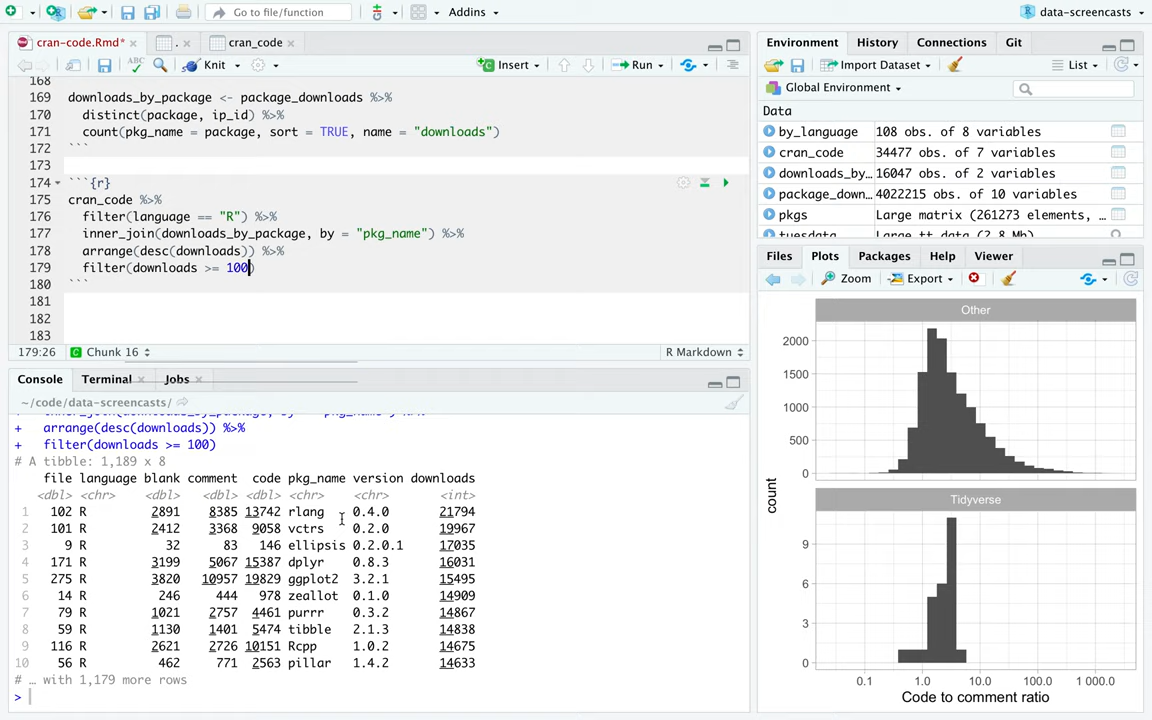 Go to file/function
Addins
data-screencasts
cran-code.Rmd*
.
cran_code
Knit
Insert
Run
168
169 downloads_by_package <- package_downloads %>%
170 distinct(package, ip_id) %>%
171 count(pkg_name = package, sort = TRUE, name = "downloads")
172 ```
173
174 ```{r}
175 cran_code %>%
176 filter(language == "R") %>%
177 inner_join(downloads_by_package, by = "pkg_name") %>%
178 arrange(desc(downloads)) %>%
179 filter(downloads >= 100)
180 ```
181
182
183
179:26 Chunk 16 R Markdown
Console Terminal Jobs
~/code/data-screencasts/
+ arrange(desc(downloads)) %>%
+ filter(downloads >= 100)
# A tibble: 1,189 x 8
file language blank comment code pkg_name version downloads
<dbl> <chr> <dbl> <dbl> <dbl> <chr> <chr> <int>
1 102 R 2891 8385 13742 rlang 0.4.0 21794
2 101 R 2412 3368 9058 vctrs 0.2.0 19967
3 9 R 32 83 146 ellipsis 0.2.0.1 17035
4 171 R 3199 5067 15387 dplyr 0.8.3 16031
5 275 R 3820 10957 19829 ggplot2 3.2.1 15495
6 14 R 246 444 978 zeallot 0.1.0 14909
7 79 R 1021 2757 4461 purrr 0.3.2 14867
8 59 R 1130 1401 5474 tibble 2.1.3 14838
9 116 R 2621 2726 10151 Rcpp 1.0.2 14675
10 56 R 462 771 2563 pillar 1.4.2 14633
# … with 1,179 more rows
>
Environment History Connections Git
Import Dataset
List
Global Environment
Data
by_language 108 obs. of 8 variables
cran_code 34477 obs. of 7 variables
downloads_by… 16047 obs. of 2 variables
package_down… 4022215 obs. of 10 variables
pkgs Large matrix (261273 elements, …
tuesdata Large tt_data (2.8 Mb)
Files Plots Packages Help Viewer
Zoom
Export
Other
2000
1500
1000
500
0
Tidyverse
9
6
3
0
count
0.1 1.0 10.0 100.0 1 000.0
Code to comment ratio